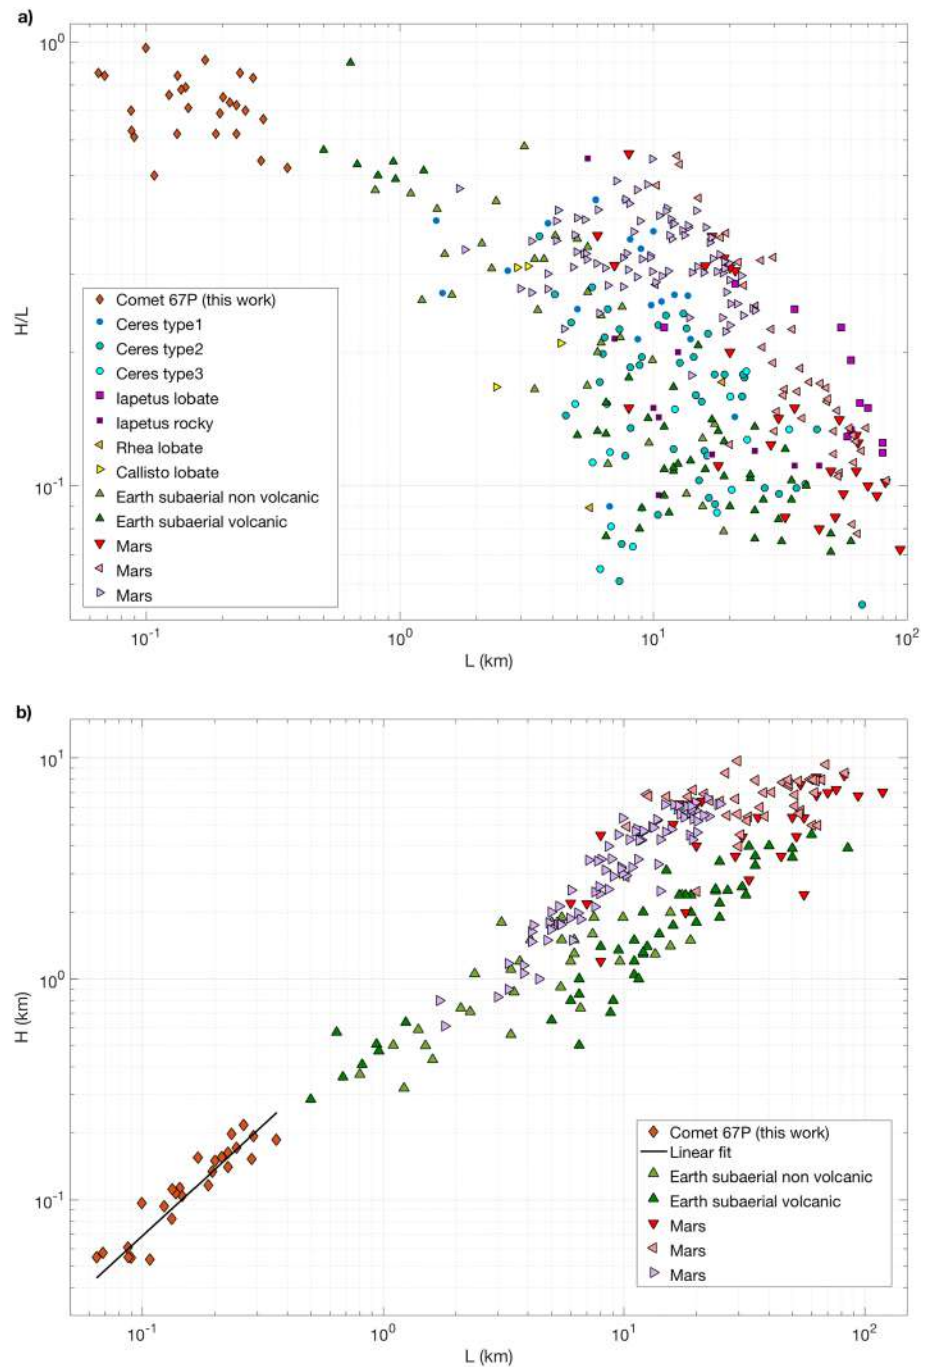 a)
10^0
H/L
10^-1
Comet 67P (this work)
Ceres type1
Ceres type2
Ceres type3
Iapetus lobate
Iapetus rocky
Rhea lobate
Callisto lobate
Earth subaerial non volcanic
Earth subaerial volcanic
Mars
Mars
Mars
10^-1 10^0 10^1 10^2
L (km)
b)
10^1
10^0
H (km)
10^-1
Comet 67P (this work)
Linear fit
Earth subaerial non volcanic
Earth subaerial volcanic
Mars
Mars
Mars
10^-1 10^0 10^1 10^2
L (km)